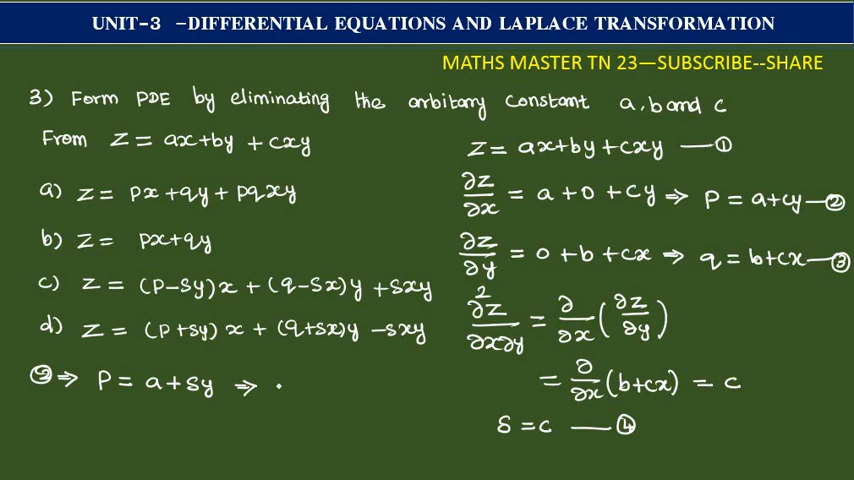 UNIT-3 –DIFFERENTIAL EQUATIONS AND LAPLACE TRANSFORMATION
MATHS MASTER TN 23—SUBSCRIBE--SHARE
3) Form PDE by eliminating the arbitary constant a, b and c
From z = ax+by + cxy
a) z = px+qy + pqxy
b) z = px+qy
c) z = (p-sy)x + (q-sx)y + sxy
d) z = (p+sy) x + (q+sx)y - sxy
② ⇒ p = a+sy ⇒ .
z = ax+by+cxy — ①
∂z/∂x = a+0+cy ⇒ p = a+cy — ②
∂z/∂y = 0+b+cx ⇒ q = b+cx — ③
∂²z/∂x∂y = ∂/∂x (∂z/∂y)
= ∂/∂x (b+cx) = c
s = c — ④